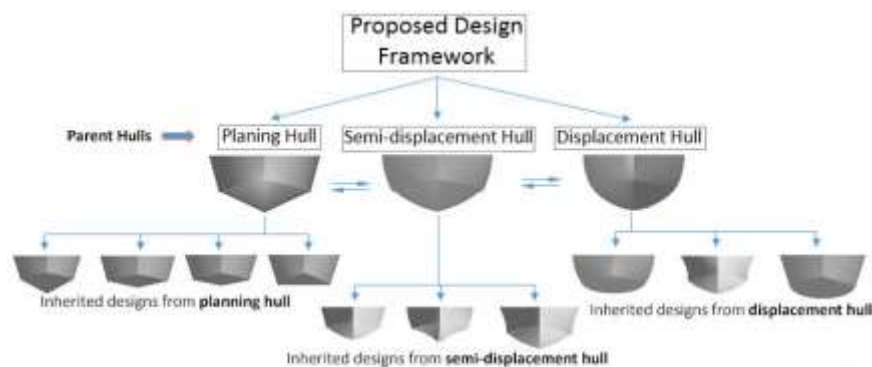 Proposed Design
Framework
Parent Hulls
Planing Hull
Semi-displacement Hull
Displacement Hull
Inherited designs from planning hull
Inherited designs from displacement hull
Inherited designs from semi-displacement hull